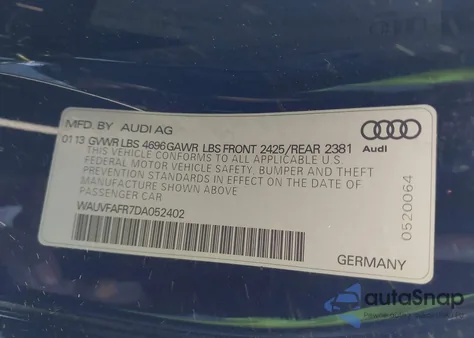 MFD. BY AUDI AG
01 13 GVWR LBS 4696 GAWR LBS FRONT 2425/REAR 2381
THIS VEHICLE CONFORMS TO ALL APPLICABLE U.S.
FEDERAL MOTOR VEHICLE SAFETY, BUMPER AND THEFT
PREVENTION STANDARDS IN EFFECT ON THE DATE OF
MANUFACTURE SHOWN ABOVE
PASSENGER CAR
WAUVFAFR7DA052402
GERMANY
Audi
0520064
autoSnap